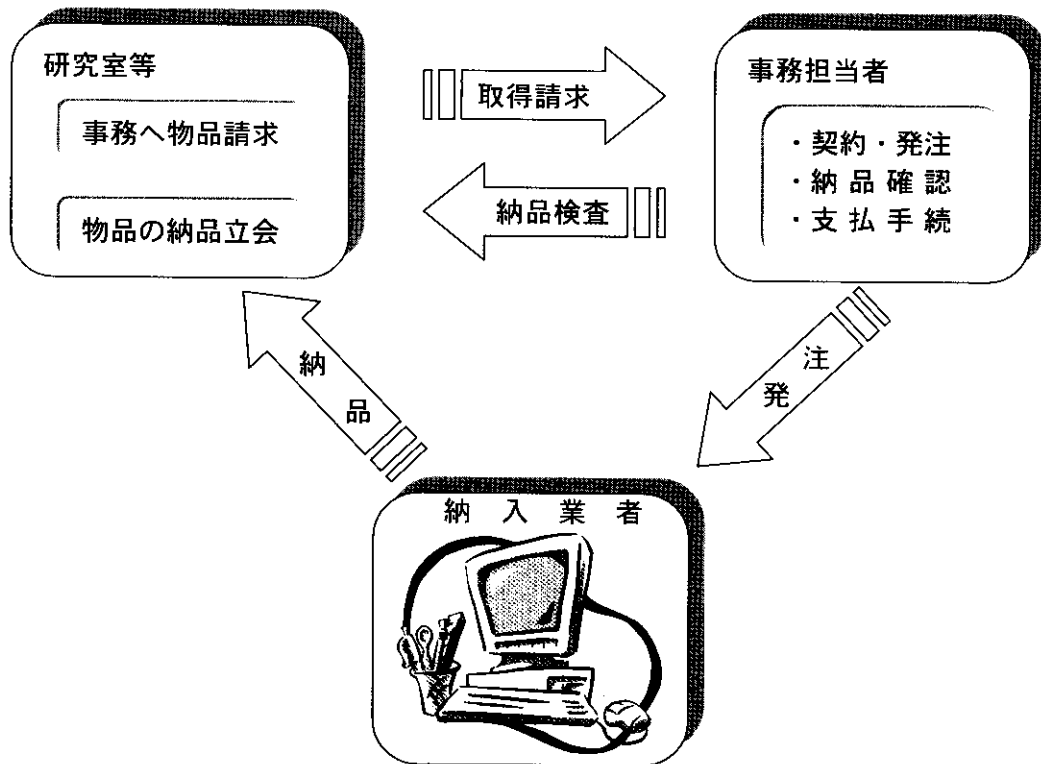 研究室等
事務へ物品請求
物品の納品立会
取得請求
納品検査
事務担当者
・契約・発注
・納品確認
・支払手続
発注
納品
納入業者